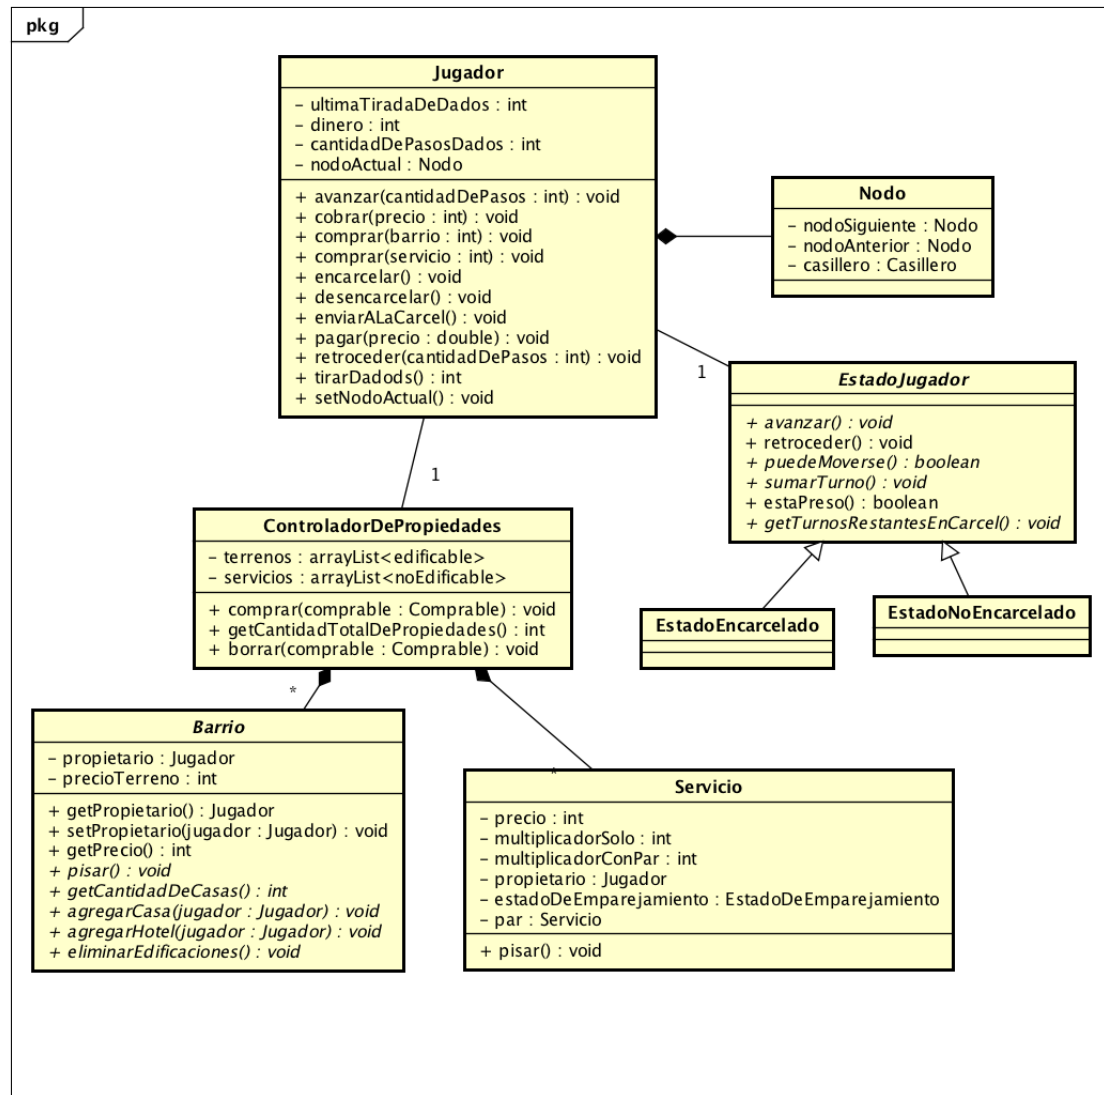 pkg
Jugador
– ultimaTiradaDeDados : int
– dinero : int
– cantidadDePasosDados : int
– nodoActual : Nodo
+ avanzar(cantidadDePasos : int) : void
+ cobrar(precio : int) : void
+ comprar(barrio : int) : void
+ comprar(servicio : int) : void
+ encarcelar() : void
+ desencarcelar() : void
+ enviarALaCarcel() : void
+ pagar(precio : double) : void
+ retroceder(cantidadDePasos : int) : void
+ tirarDadods() : int
+ setNodoActual() : void
Nodo
– nodoSiguiente : Nodo
– nodoAnterior : Nodo
– casillero : Casillero
1
EstadoJugador
+ avanzar() : void
+ retroceder() : void
+ puedeMoverse() : boolean
+ sumarTurno() : void
+ estaPreso() : boolean
+ getTurnosRestantesEnCarcel() : void
1
ControladorDePropiedades
– terrenos : arrayList<edificable>
– servicios : arrayList<noEdificable>
+ comprar(comprable : Comprable) : void
+ getCantidadTotalDePropiedades() : int
+ borrar(comprable : Comprable) : void
EstadoEncarcelado
EstadoNoEncarcelado
*
Barrio
– propietario : Jugador
– precioTerreno : int
+ getPropietario() : Jugador
+ setPropietario(jugador : Jugador) : void
+ getPrecio() : int
+ pisar() : void
+ getCantidadDeCasas() : int
+ agregarCasa(jugador : Jugador) : void
+ agregarHotel(jugador : Jugador) : void
+ eliminarEdificaciones() : void
*
Servicio
– precio : int
– multiplicadorSolo : int
– multiplicadorConPar : int
– propietario : Jugador
– estadoDeEmparejamiento : EstadoDeEmparejamiento
– par : Servicio
+ pisar() : void